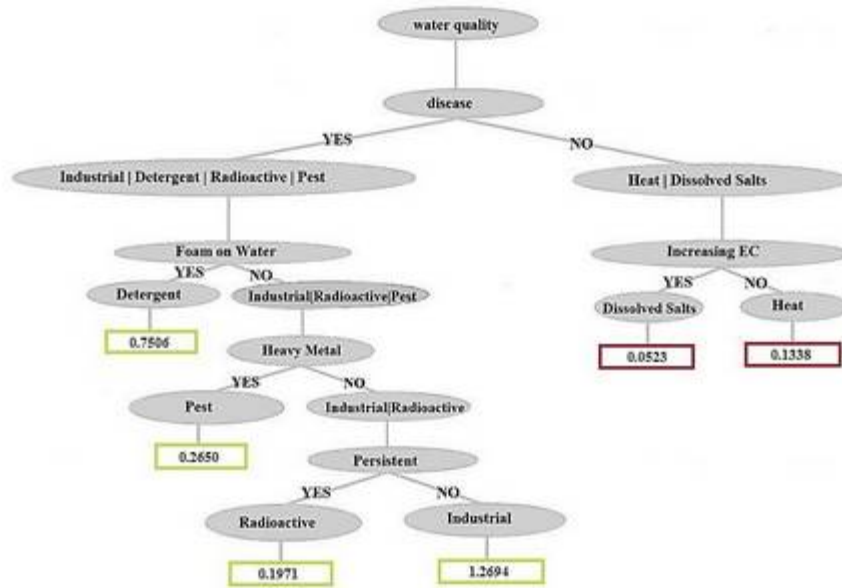 water quality
disease
YES
NO
Industrial | Detergent | Radioactive | Pest
Heat | Dissolved Salts
Foam on Water
Increasing EC
YES
NO
YES
NO
Detergent
Industrial|Radioactive|Pest
Dissolved Salts
Heat
0.7506
0.0523
0.1338
Heavy Metal
YES
NO
Pest
Industrial|Radioactive
0.2650
Persistent
YES
NO
Radioactive
Industrial
0.1971
1.2694